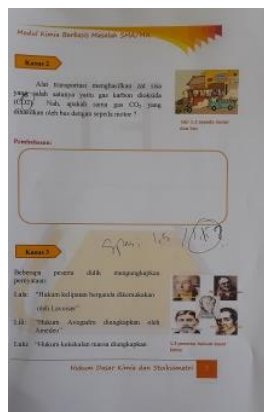 Modul Kimia Berbasis Masalah SMA/MA
Kasus 2
Alat transportasi menghasilkan zat sisa
yang salah satunya yaitu gas karbon dioksida
(CO2). Nah, apakah sama gas CO2 yang
dihasilkan oleh bus dengan sepeda motor ?
Pembahasan:
Kasus 3
Beberapa peserta didik mengungkapkan
pernyataan:
Lala: "Hukum kelipatan berganda dikemukakan
oleh Lavoiser"
Lili: "Hukum Avogadro diungkapkan oleh
Amedeo"
Lulu: "Hukum kekekalan massa diungkapkan
Hukum Dasar Kimia dan Stoikiometri